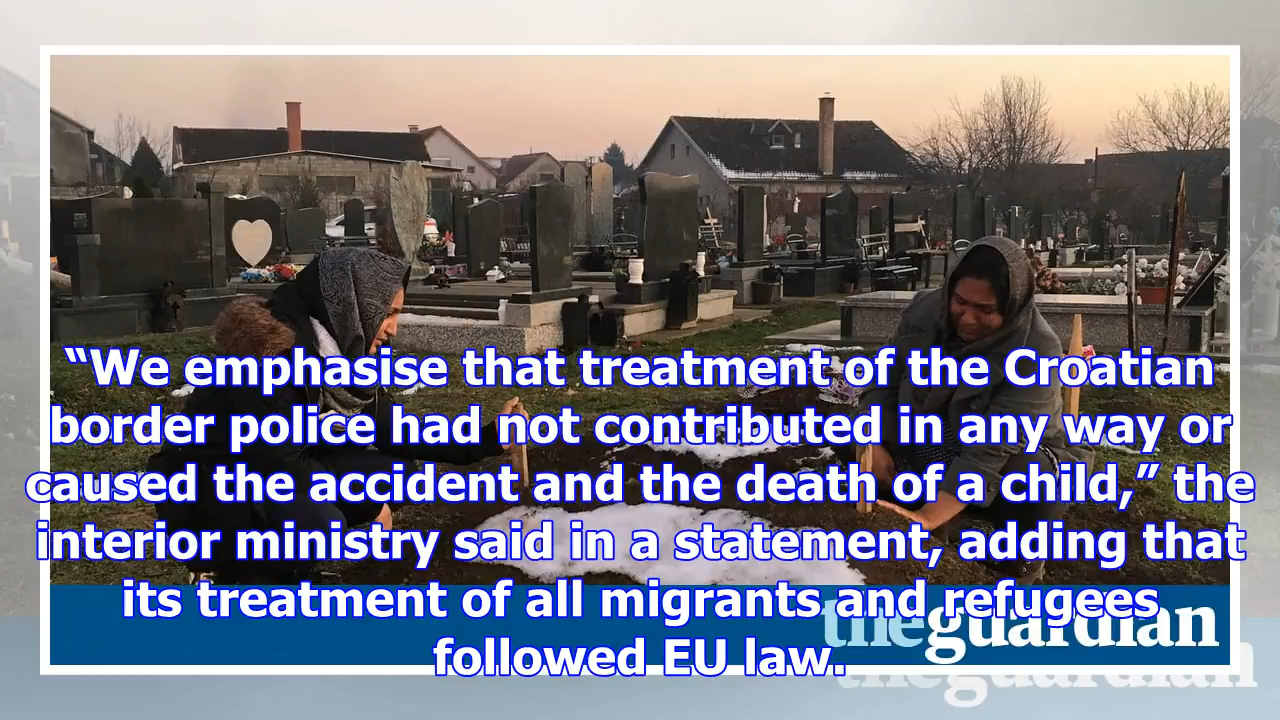 “We emphasise that treatment of the Croatian
border police had not contributed in any way or
caused the accident and the death of a child,” the
interior ministry said in a statement, adding that
its treatment of all migrants and refugees
followed EU law.
theguardian
theguardian